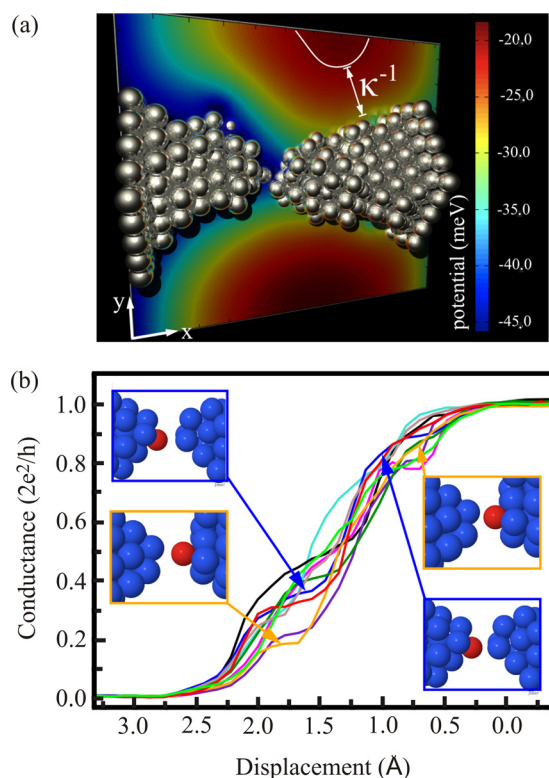 (a)
κ⁻¹
-20,0
-25,0
-30,0
-35,0
-40,0
-45,0
potential (meV)
y
x
(b)
Conductance (2e²/h)
1.0
0.8
0.6
0.4
0.2
0.0
3.0 2.5 2.0 1.5 1.0 0.5 0.0
Displacement (Å)